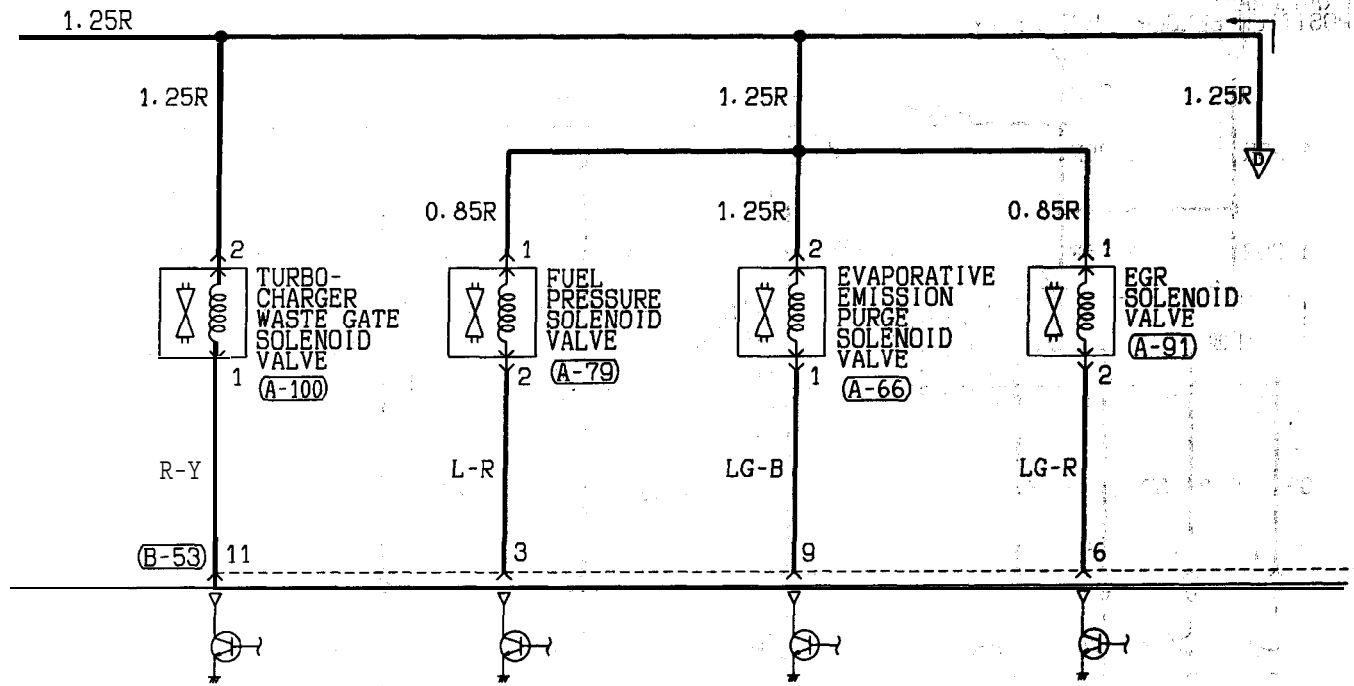 1.25R
1.25R
1.25R
1.25R
D
0.85R
1.25R
0.85R
2
1
2
1
TURBO-
CHARGER
WASTE GATE
SOLENOID
VALVE
A-100
FUEL
PRESSURE
SOLENOID
VALVE
A-79
EVAPORATIVE
EMISSION
PURGE
SOLENOID
VALVE
A-66
EGR
SOLENOID
VALVE
A-91
1
2
1
2
R-Y
L-R
LG-B
LG-R
B-53
11
3
9
6